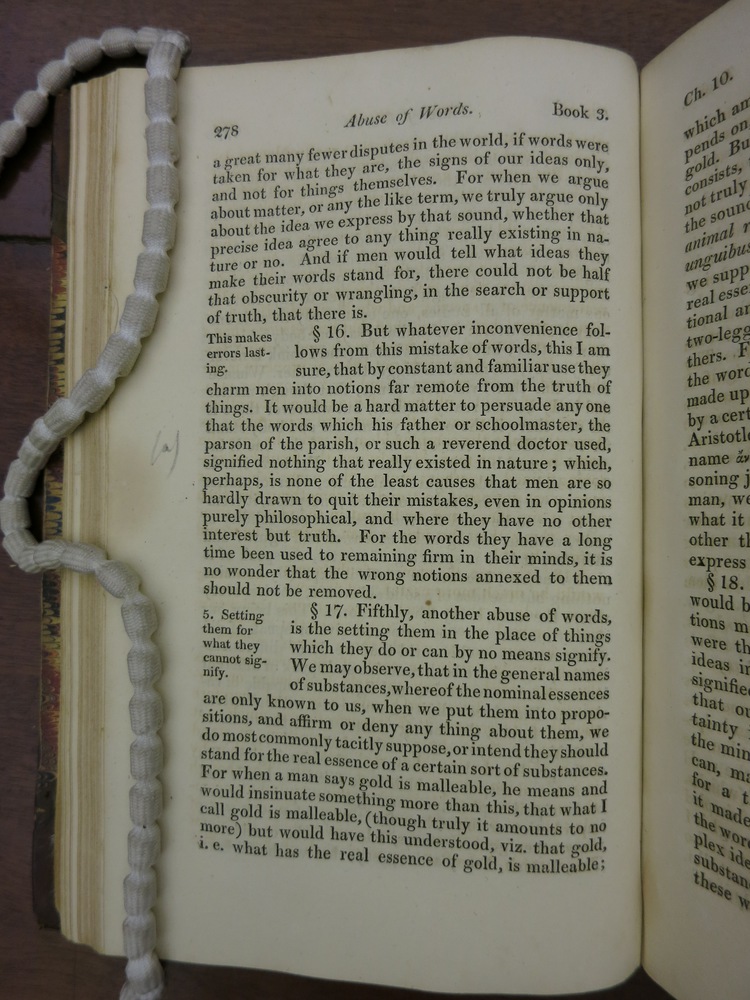 278
Abuse of Words.
Book 3.
a great many fewer disputes in the world, if words were
taken for what they are, the signs of our ideas only,
and not for things themselves. For when we argue
about matter, or any the like term, we truly argue only
about the idea we express by that sound, whether that
precise idea agree to any thing really existing in na-
ture or no. And if men would tell what ideas they
make their words stand for, there could not be half
that obscurity or wrangling, in the search or support
of truth, that there is.
This makes
errors last-
ing.
§ 16. But whatever inconvenience fol-
lows from this mistake of words, this I am
sure, that by constant and familiar use they
charm men into notions far remote from the truth of
things. It would be a hard matter to persuade any one
that the words which his father or schoolmaster, the
parson of the parish, or such a reverend doctor used,
signified nothing that really existed in nature; which,
perhaps, is none of the least causes that men are so
hardly drawn to quit their mistakes, even in opinions
purely philosophical, and where they have no other
interest but truth. For the words they have a long
time been used to remaining firm in their minds, it is
no wonder that the wrong notions annexed to them
should not be removed.
5. Setting
them for
what they
cannot sig-
nify.
§ 17. Fifthly, another abuse of words,
is the setting them in the place of things
which they do or can by no means signify.
We may observe, that in the general names
of substances, whereof the nominal essences
are only known to us, when we put them into propo-
sitions, and affirm or deny any thing about them, we
do most commonly tacitly suppose, or intend they should
stand for the real essence of a certain sort of substances.
For when a man says gold is malleable, he means and
would insinuate something more than this, that what I
call gold is malleable, (though truly it amounts to no
more) but would have this understood, viz. that gold,
i. e. what has the real essence of gold, is malleable;
(a)
Ch. 10.
which am
pends on
gold. Bu
consists,
not truly
the sound
animal r
unguibus
we supp
real esse
tional an
two-legg
thers. F
the word
made up
by a cert
Aristotle
name
soning j
man, we
what it
other th
express
§ 18.
would b
tions m
were th
ideas in
signified
that ou
tainty
the min
can, ma
for a t
it made
the wor
plex ide
substan
these w